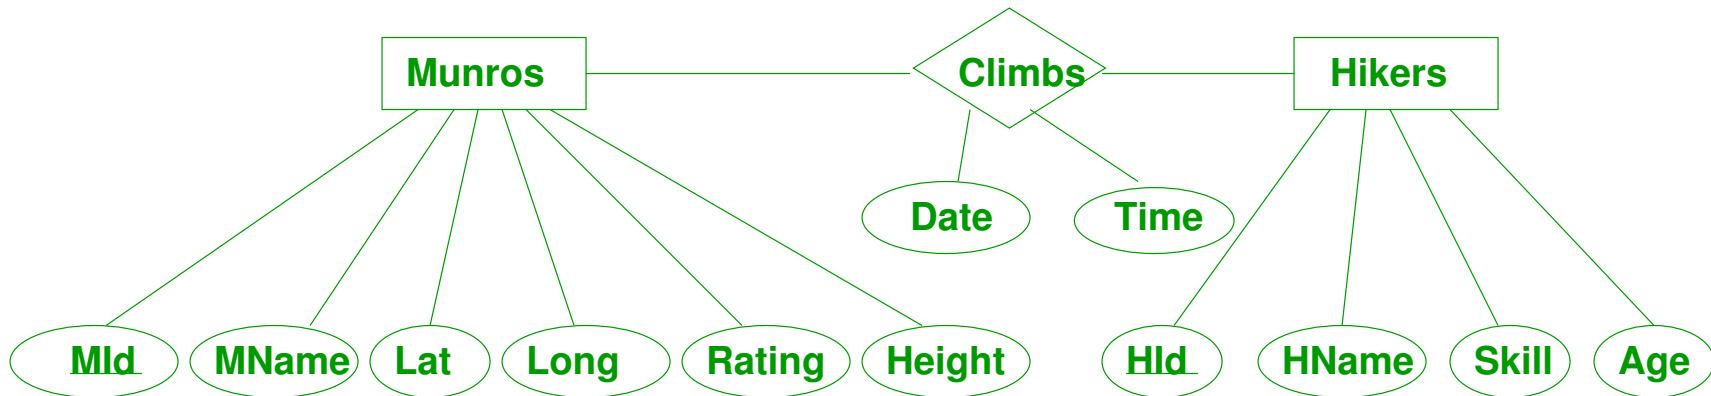 Munros Climbs Hikers
Date Time
MId MName Lat Long Rating Height HId HName Skill Age